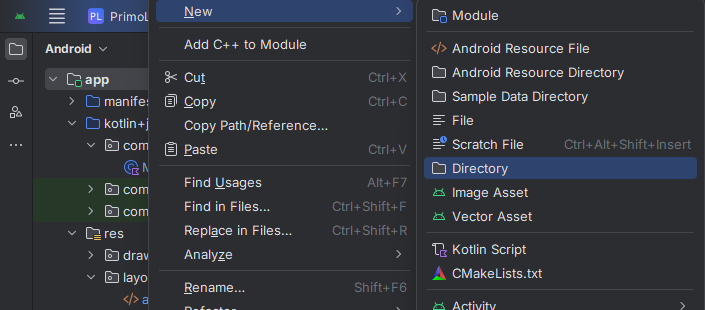 PL PrimoL
Android
app
manifes
kotlin+j
com
M
com
com
res
draw
layo
a
New
Add C++ to Module
Cut Ctrl+X
Copy Ctrl+C
Copy Path/Reference...
Paste Ctrl+V
Find Usages Alt+F7
Find in Files... Ctrl+Shift+F
Replace in Files... Ctrl+Shift+R
Analyze
Rename... Shift+F6
Refactor
Module
Android Resource File
Android Resource Directory
Sample Data Directory
File
Scratch File Ctrl+Alt+Shift+Insert
Directory
Image Asset
Vector Asset
Kotlin Script
CMakeLists.txt
Activity